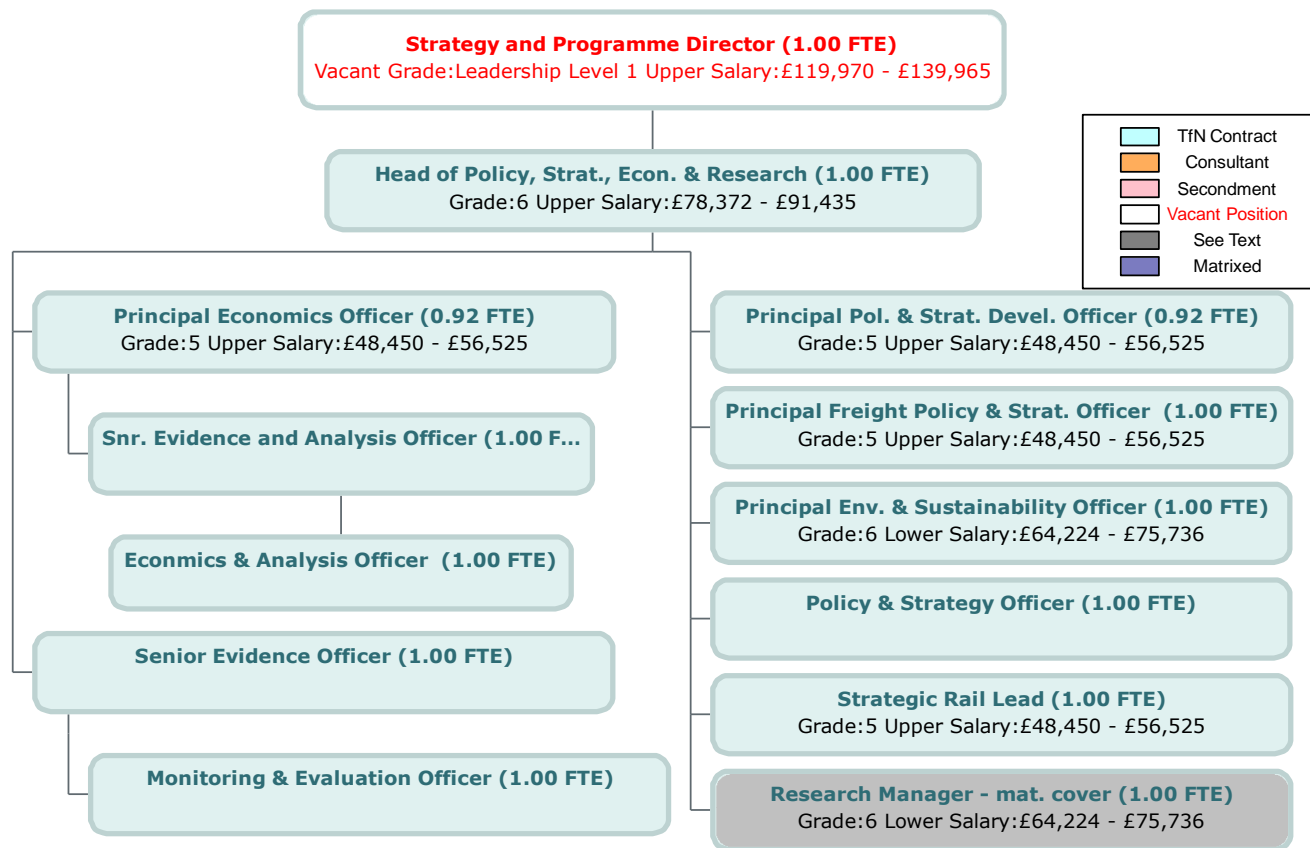 Strategy and Programme Director (1.00 FTE)
Vacant Grade:Leadership Level 1 Upper Salary:£119,970 - £139,965
Head of Policy, Strat., Econ. & Research (1.00 FTE)
Grade:6 Upper Salary:£78,372 - £91,435
TfN Contract
Consultant
Secondment
Vacant Position
See Text
Matrixed
Principal Economics Officer (0.92 FTE)
Grade:5 Upper Salary:£48,450 - £56,525
Snr. Evidence and Analysis Officer (1.00 F...
Econmics & Analysis Officer (1.00 FTE)
Senior Evidence Officer (1.00 FTE)
Monitoring & Evaluation Officer (1.00 FTE)
Principal Pol. & Strat. Devel. Officer (0.92 FTE)
Grade:5 Upper Salary:£48,450 - £56,525
Principal Freight Policy & Strat. Officer (1.00 FTE)
Grade:5 Upper Salary:£48,450 - £56,525
Principal Env. & Sustainability Officer (1.00 FTE)
Grade:6 Lower Salary:£64,224 - £75,736
Policy & Strategy Officer (1.00 FTE)
Strategic Rail Lead (1.00 FTE)
Grade:5 Upper Salary:£48,450 - £56,525
Research Manager - mat. cover (1.00 FTE)
Grade:6 Lower Salary:£64,224 - £75,736